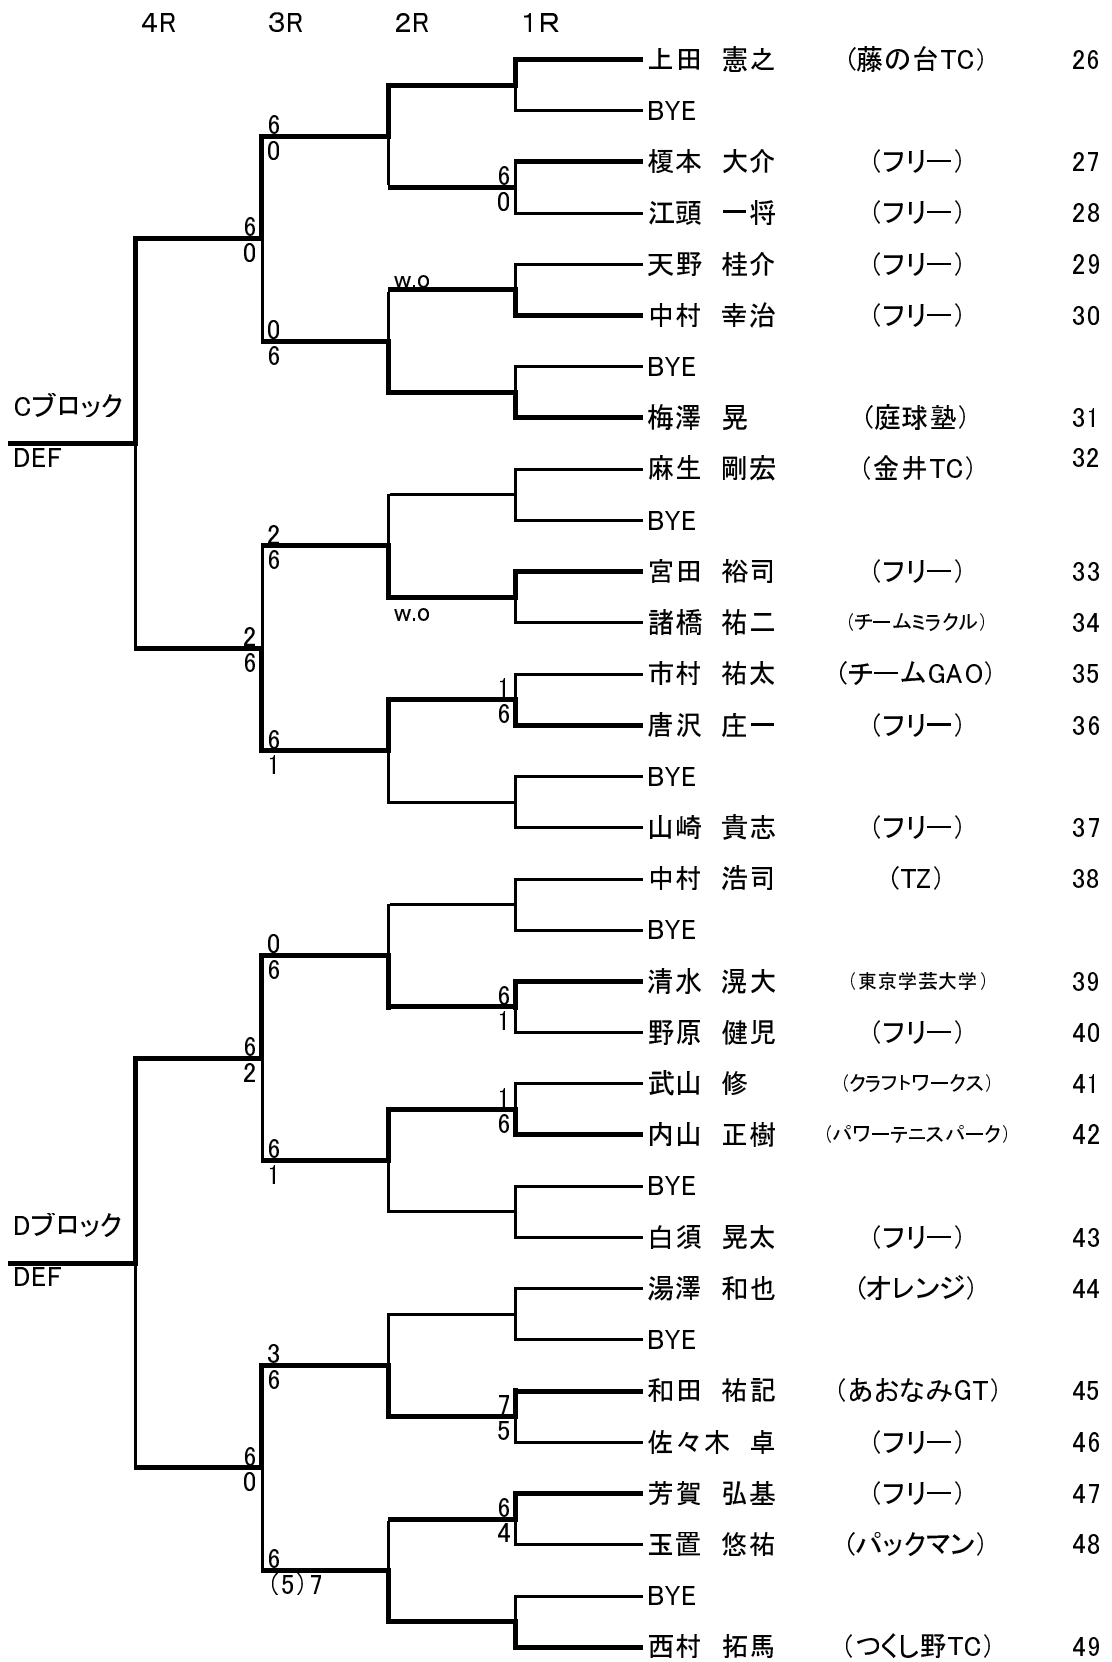 4R 3R 2R 1R
上田 憲之 (藤の台TC) 26
BYE
6
0
榎本 大介 (フリー) 27
6
0
江頭 一将 (フリー) 28
6
0
天野 桂介 (フリー) 29
w.o
中村 幸治 (フリー) 30
0
6
BYE
Cブロック
梅澤 晃 (庭球塾) 31
DEF
麻生 剛宏 (金井TC) 32
BYE
2
6
宮田 裕司 (フリー) 33
w.o
諸橋 祐二 (チームミラクル) 34
2
6
市村 祐太 (チームGAO) 35
1
6
唐沢 庄一 (フリー) 36
6
1
BYE
山崎 貴志 (フリー) 37
中村 浩司 (TZ) 38
BYE
0
6
清水 滉大 (東京学芸大学) 39
6
1
野原 健児 (フリー) 40
6
2
武山 修 (クラフトワークス) 41
1
6
内山 正樹 (パワーテニスパーク) 42
6
1
BYE
Dブロック
白須 晃太 (フリー) 43
DEF
湯澤 和也 (オレンジ) 44
BYE
3
6
和田 祐記 (あおなみGT) 45
7
5
佐々木 卓 (フリー) 46
6
0
芳賀 弘基 (フリー) 47
6
4
玉置 悠祐 (パックマン) 48
6
(5)7
BYE
西村 拓馬 (つくし野TC) 49